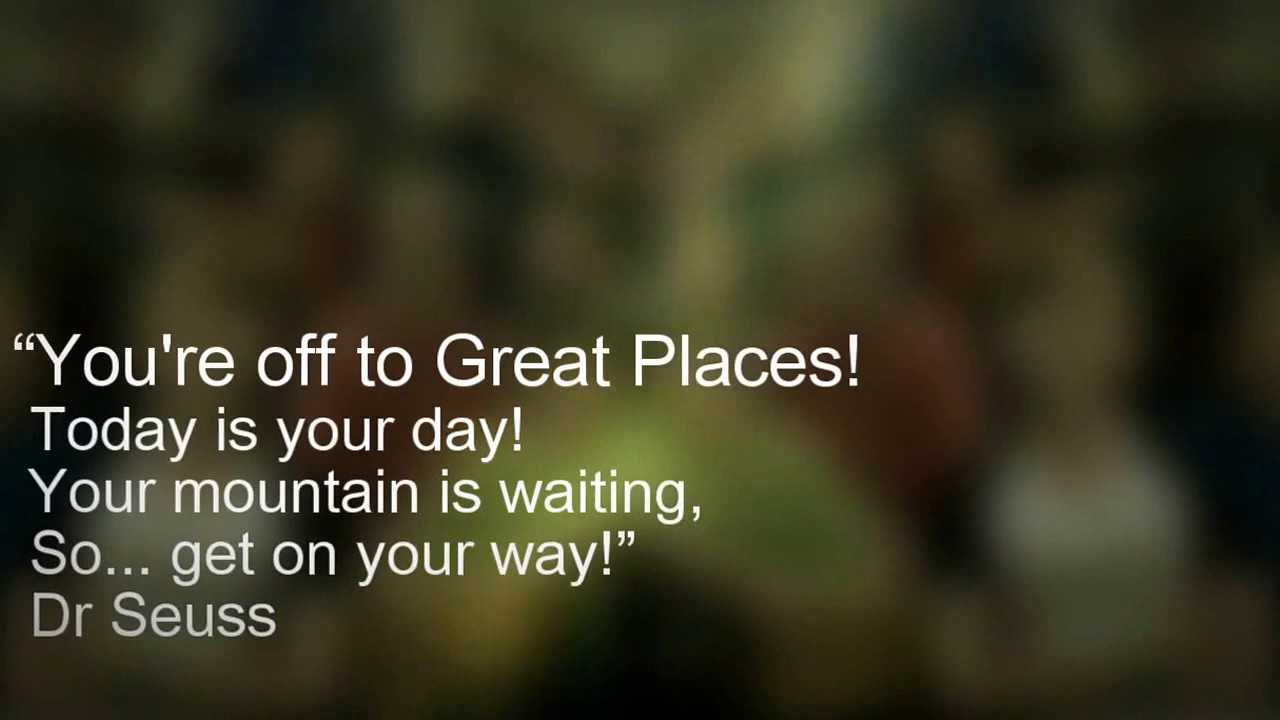 “You're off to Great Places!
Today is your day!
Your mountain is waiting,
So... get on your way!”
Dr Seuss